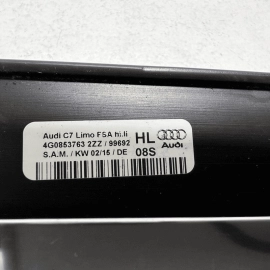 Audi C7 Limo FSA hi.li
4G0853763 2ZZ / 99692
S.A.M. / KW 02/15 / DE
HL
08S
Audi